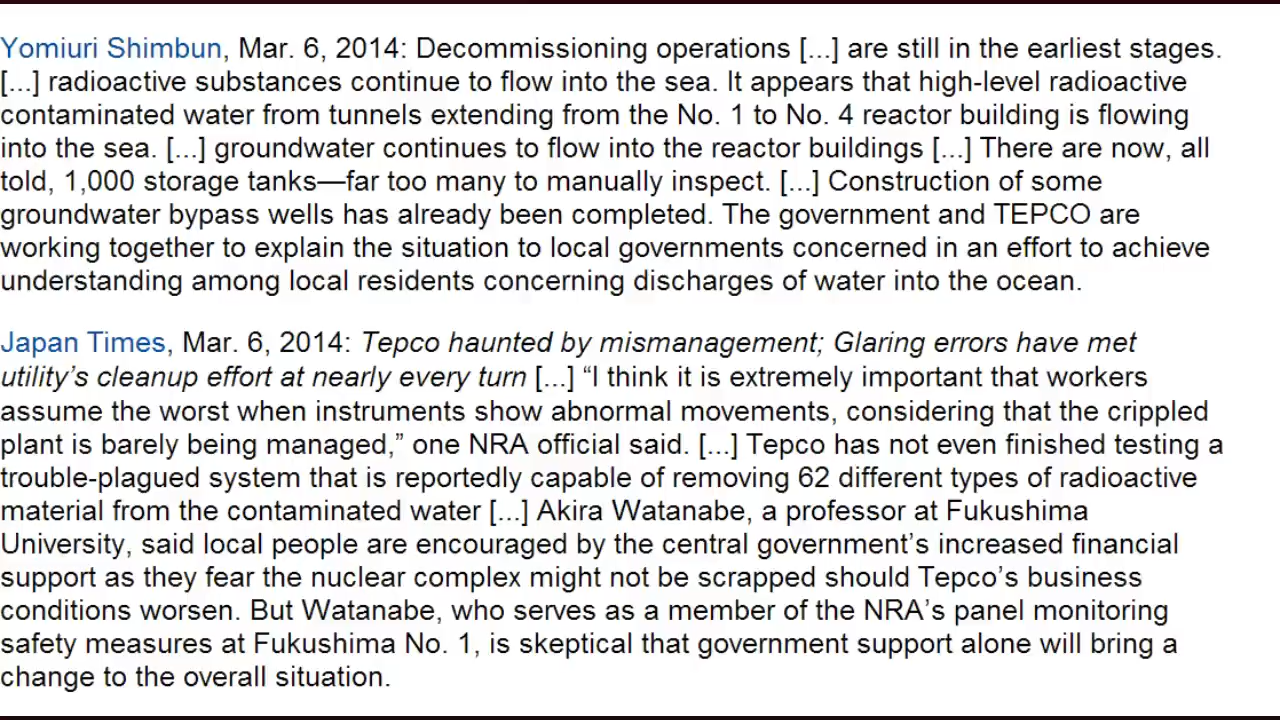 Yomiuri Shimbun, Mar. 6, 2014: Decommissioning operations [...] are still in the earliest stages.
[...] radioactive substances continue to flow into the sea. It appears that high-level radioactive
contaminated water from tunnels extending from the No. 1 to No. 4 reactor building is flowing
into the sea. [...] groundwater continues to flow into the reactor buildings [...] There are now, all
told, 1,000 storage tanks—far too many to manually inspect. [...] Construction of some
groundwater bypass wells has already been completed. The government and TEPCO are
working together to explain the situation to local governments concerned in an effort to achieve
understanding among local residents concerning discharges of water into the ocean.
Japan Times, Mar. 6, 2014: Tepco haunted by mismanagement; Glaring errors have met
utility’s cleanup effort at nearly every turn [...] “I think it is extremely important that workers
assume the worst when instruments show abnormal movements, considering that the crippled
plant is barely being managed,” one NRA official said. [...] Tepco has not even finished testing a
trouble-plagued system that is reportedly capable of removing 62 different types of radioactive
material from the contaminated water [...] Akira Watanabe, a professor at Fukushima
University, said local people are encouraged by the central government’s increased financial
support as they fear the nuclear complex might not be scrapped should Tepco’s business
conditions worsen. But Watanabe, who serves as a member of the NRA’s panel monitoring
safety measures at Fukushima No. 1, is skeptical that government support alone will bring a
change to the overall situation.